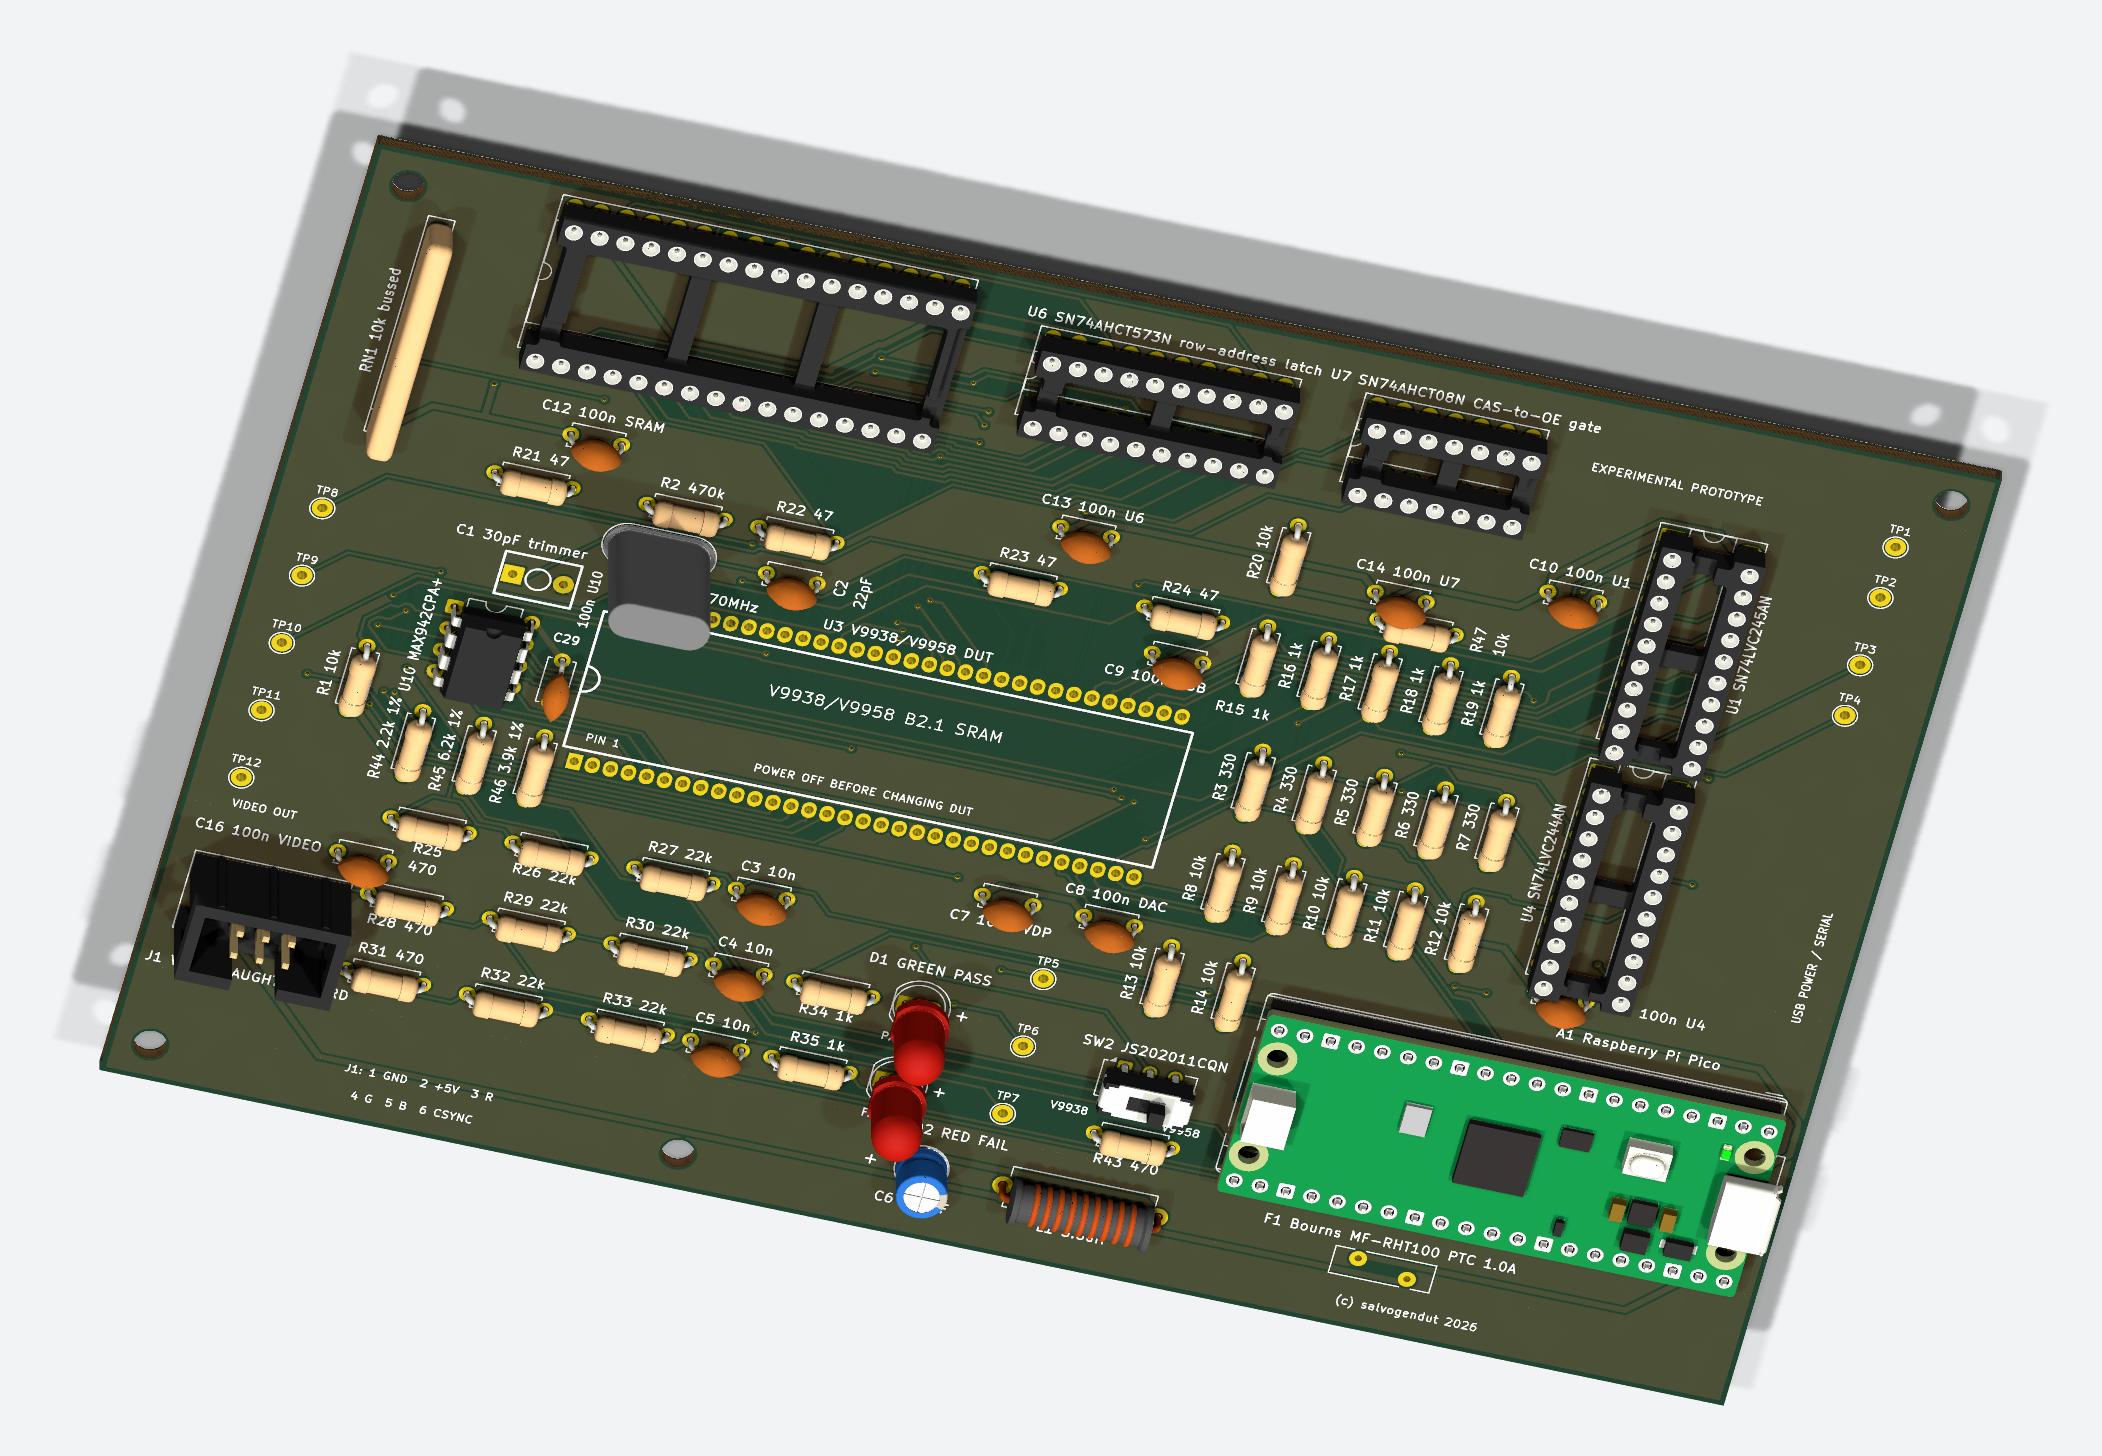 RN1 10k bussed
U6 SN74AHCT573N row-address latch
U7 SN74AHCT08N CAS-to-OE gate
EXPERIMENTAL PROTOTYPE
C12 100n SRAM
R21 47
R2 470k
R22 47
C13 100n U6
R20 10k
C14 100n U7
C10 100n U1
TP1
TP2
TP3
TP4
TP8
TP9
TP10
TP11
TP12
C1 30pF trimmer
100n U10
C29
U10 MAX942CPA+
70MHz
C2
22pF
R23 47
R24 47
R47
10k
U1 SN74LVC245AN
U3 V9938/V9958 DUT
V9938/V9958 B2.1 SRAM
PIN 1
POWER OFF BEFORE CHANGING DUT
C9
R15 1k
R16 1k
R17 1k
R18 1k
R19 1k
R1 10k
R44 2.2k 1%
R45 6.2k 1%
R46 3.9k 1%
R3 330
R4 330
R5 330
R6 330
R7 330
U4 SN74LVC244AN
VIDEO OUT
C16 100n VIDEO
R25
470
R26 22k
R27 22k
C3 10n
R8 10k
R9 10k
R10 10k
R11 10k
R12 10k
C7
VDP
C8 100n DAC
R28 470
R29 22k
R30 22k
C4 10n
D1 GREEN PASS
TP5
R13 10k
R14 10k
USB POWER / SERIAL
100n U4
A1 Raspberry Pi Pico
J1
R31 470
R32 22k
R33 22k
C5 10n
R34 1k
R35 1k
+
TP6
SW2 JS202011CQN
V9938
V9958
R43 470
TP7
+
RED FAIL
+
C6
J1: 1 GND 2 +5V 3 R
4 G 5 B 6 CSYNC
F1 Bourns MF-RHT100 PTC 1.0A
(c) salvogendut 2026